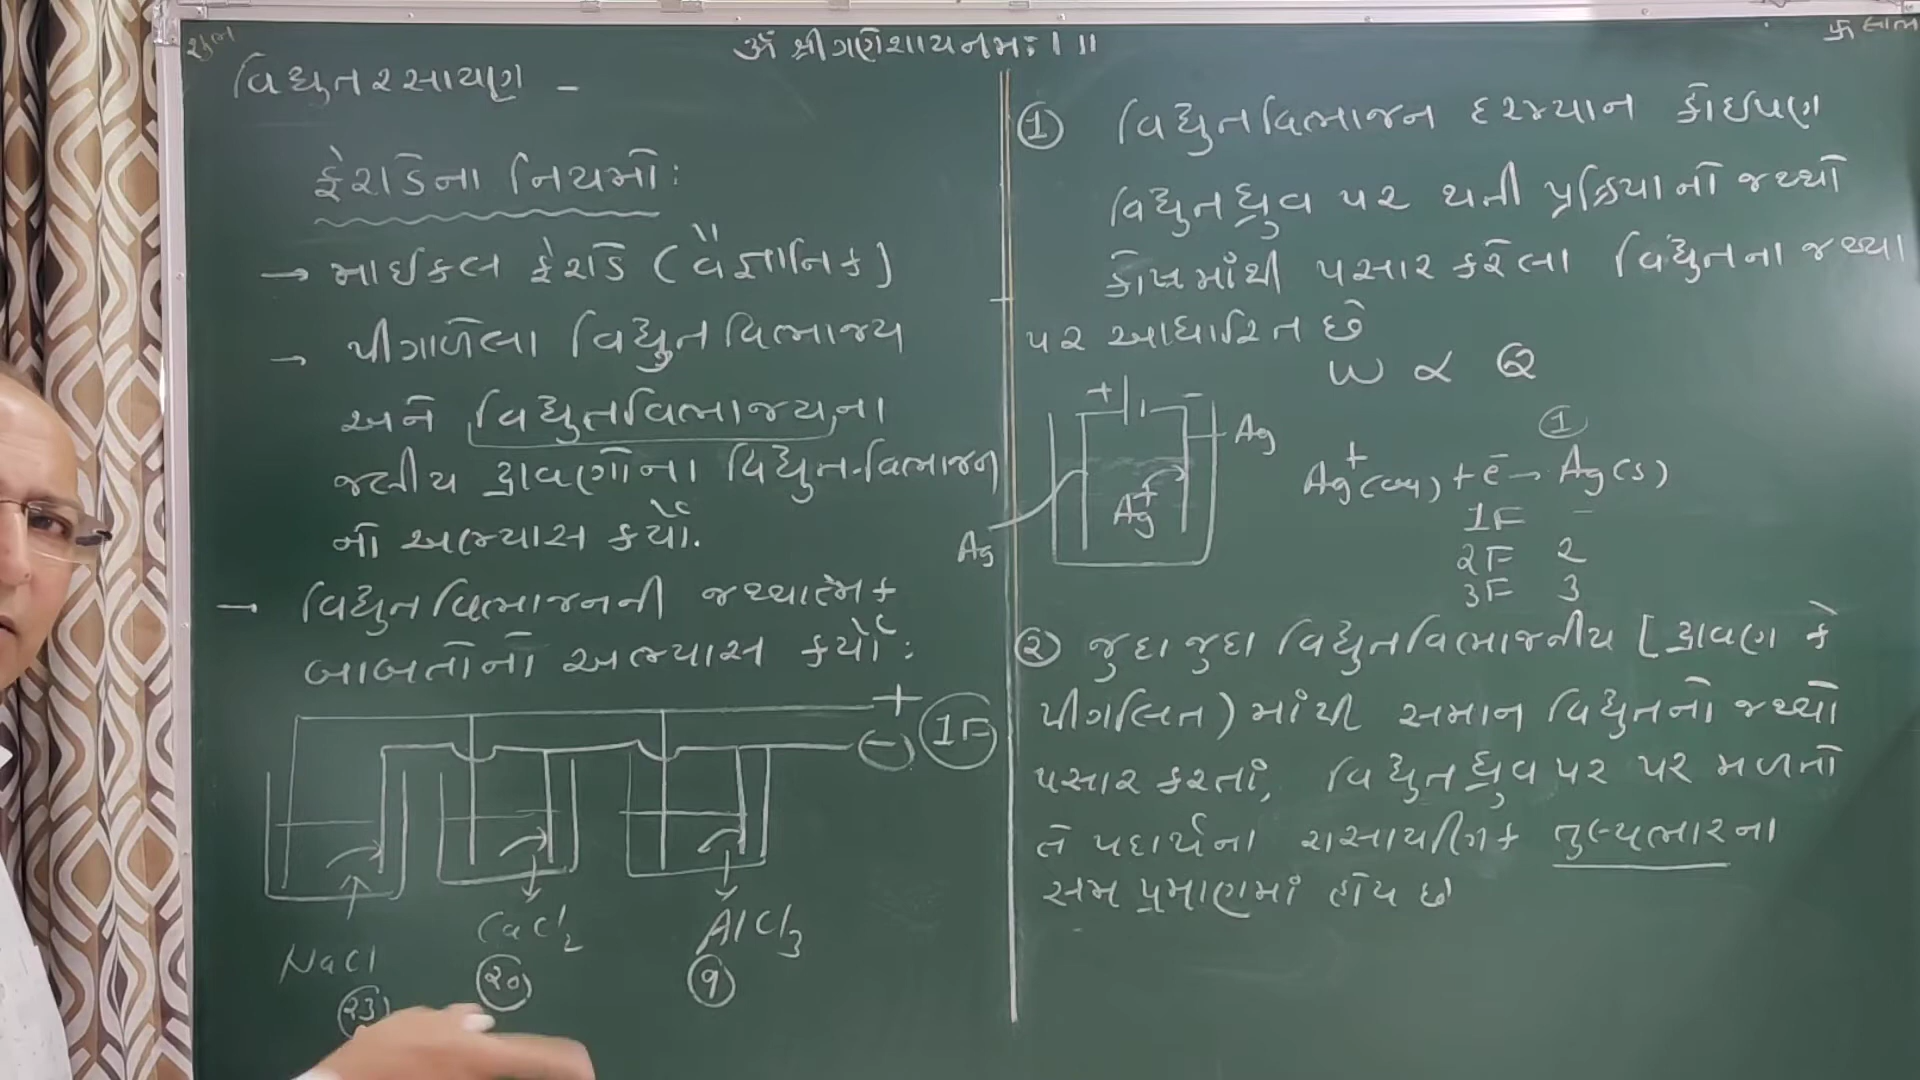 શુભ
ૐ શ્રી ગણેશાય નમઃ । ॥
卐 લાભ
વિદ્યુતરસાયણ -
ફેરાડેના નિયમો:
→ માઈકલ ફેરાડે (વૈજ્ઞાનિક)
→ પીગાળેલા વિદ્યુતવિભાજ્ય
અને વિદ્યુતવિભાજ્યના
જલીય દ્રાવણોના વિદ્યુત-વિભાજન
નો અભ્યાસ કર્યો.
→ વિદ્યુતવિભાજનની જથ્થાત્મક
બાબતોનો અભ્યાસ કર્યો:
+
(-) 1F
NaCl
CaCl2
AlCl3
23
20
9
① વિદ્યુતવિભાજન દરમ્યાન કોઈપણ
વિદ્યુતધ્રુવ પર થતી પ્રક્રિયાનો જથ્થો
કોષમાંથી પસાર કરેલા વિદ્યુતના જથ્થા
પર આધારિત છે
W ∝ Q
+ -
Ag
Ag+
Ag
①
Ag+(aq) + e- → Ag(s)
1F -
2F 2
3F 3
② જુદા જુદા વિદ્યુતવિભાજનીય [દ્રાવણ કે
પીગલિત) માંથી સમાન વિદ્યુતનો જથ્થો
પસાર કરતાં, વિદ્યુતધ્રુવ પર પર મળતો
તે પદાર્થના રાસાયણિક તુલ્યભારના
સમ પ્રમાણમાં હોય છે